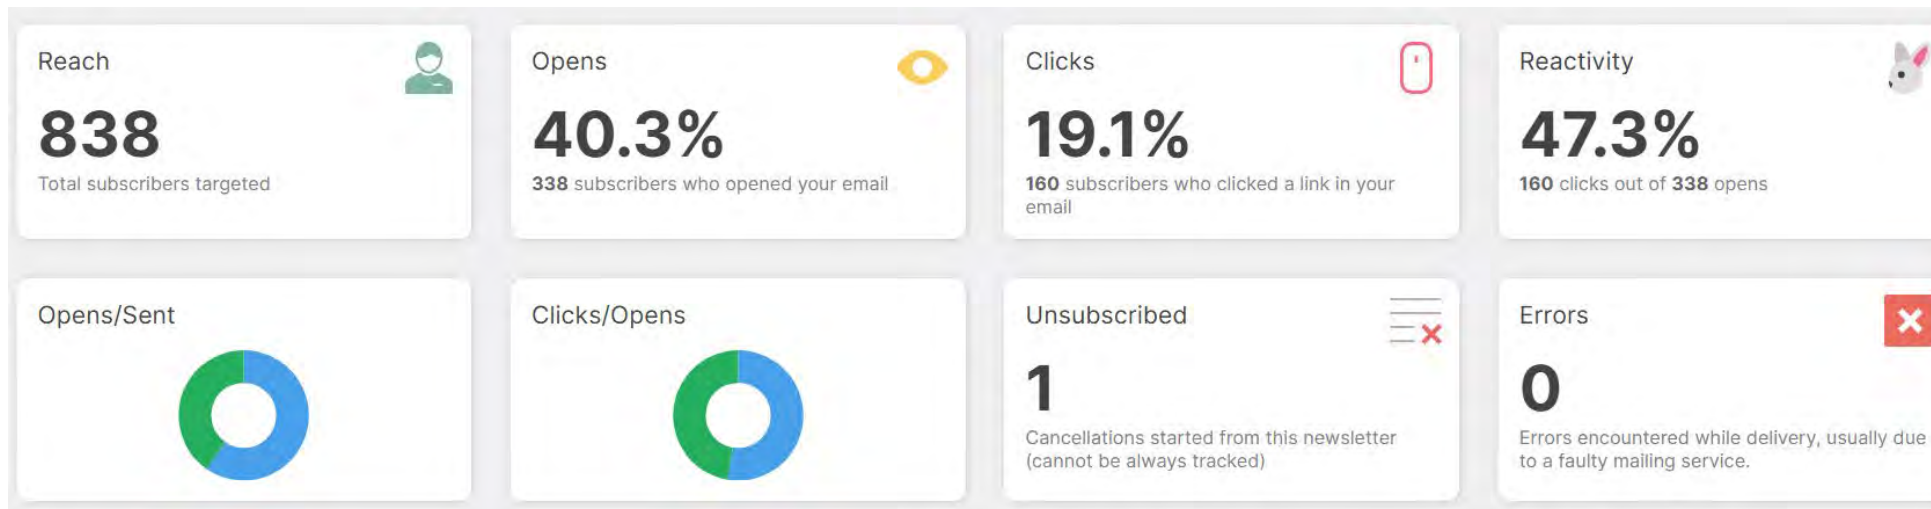 Reach
838
Total subscribers targeted
Opens
40.3%
338 subscribers who opened your email
Clicks
19.1%
160 subscribers who clicked a link in your
email
Reactivity
47.3%
160 clicks out of 338 opens
Opens/Sent
Clicks/Opens
Unsubscribed
1
Cancellations started from this newsletter
(cannot be always tracked)
Errors
0
Errors encountered while delivery, usually due
to a faulty mailing service.